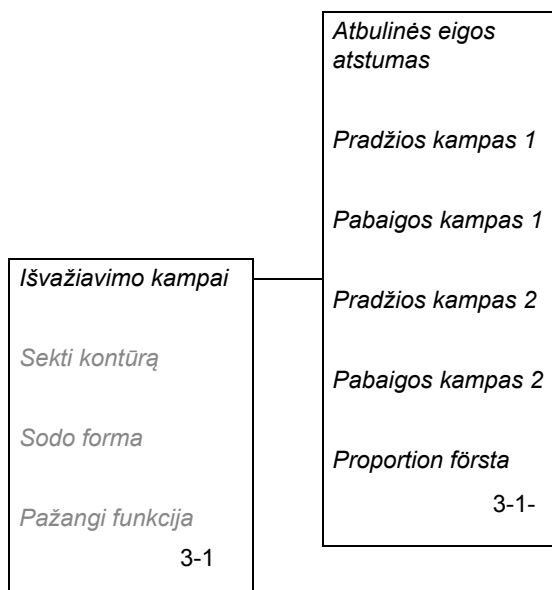 Atbulinės eigos
atstumas
Pradžios kampas 1
Pabaigos kampas 1
Pradžios kampas 2
Pabaigos kampas 2
Proportion första
3-1-
Išvažiavimo kampai
Sekti kontūrą
Sodo forma
Pažangi funkcija
3-1